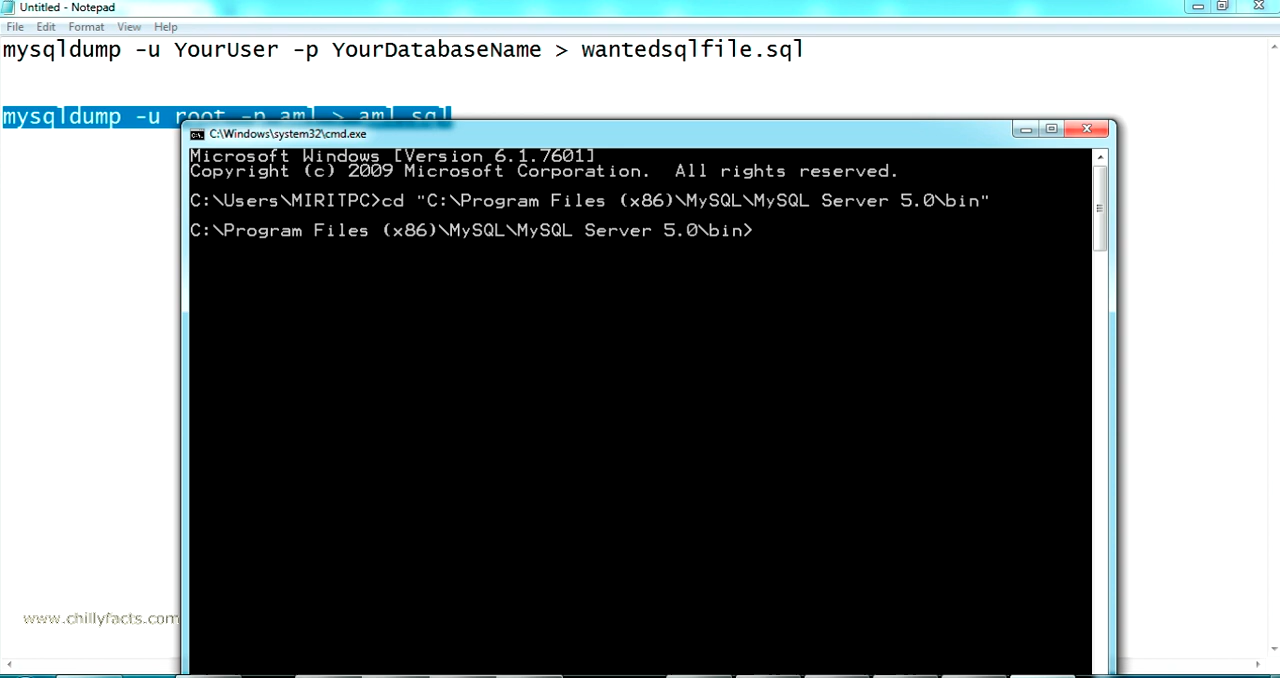 Untitled - Notepad
File Edit Format View Help
mysqldump -u YourUser -p YourDatabaseName > wantedsqlfile.sql
mysqldump -u root -p aml > aml.sql
C:\Windows\system32\cmd.exe
Microsoft Windows [Version 6.1.7601]
Copyright (c) 2009 Microsoft Corporation. All rights reserved.
C:\Users\MIRITPC>cd "C:\Program Files (x86)\MySQL\MySQL Server 5.0\bin"
C:\Program Files (x86)\MySQL\MySQL Server 5.0\bin>
www.chillyfacts.com